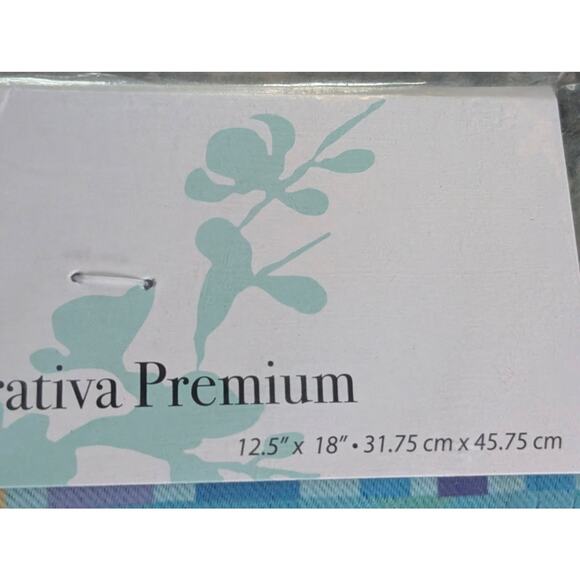 rativa Premium
12.5" x 18" • 31.75 cm x 45.75 cm